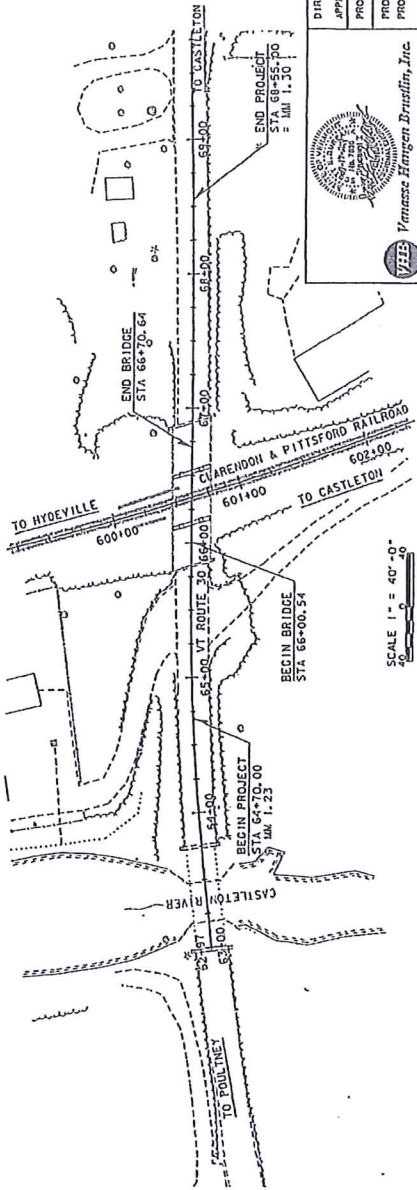 TO POULTNEY
62+97
63+00
CASTLETON RIVER
64+00
BEGIN PROJECT
STA 64+70.00
= MM 1.23
65+00
VT ROUTE 30
66+00
BEGIN BRIDGE
STA 66+00.54
TO HYDEVILLE
600+00
601+00
602+00
CLARENDON & PITTSFORD RAILROAD
TO CASTLETON
67+00
END BRIDGE
STA 66+70.64
68+00
END PROJECT
STA 68+55.00
= MM 1.30
69+00
TO CASTLETON
SCALE 1" = 40'-0"
40 0 40
DIR
APP
PRO
PRO
PRO
VHB Vanasse Hangen Brustlin, Inc.